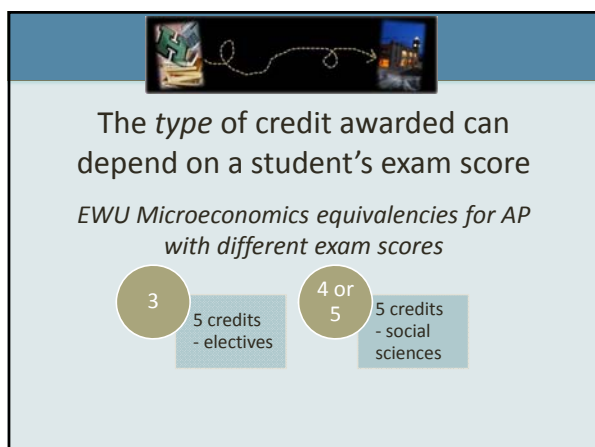 H
The type of credit awarded can
depend on a student's exam score
EWU Microeconomics equivalencies for AP
with different exam scores
3
5 credits
- electives
4 or
5
5 credits
- social
sciences